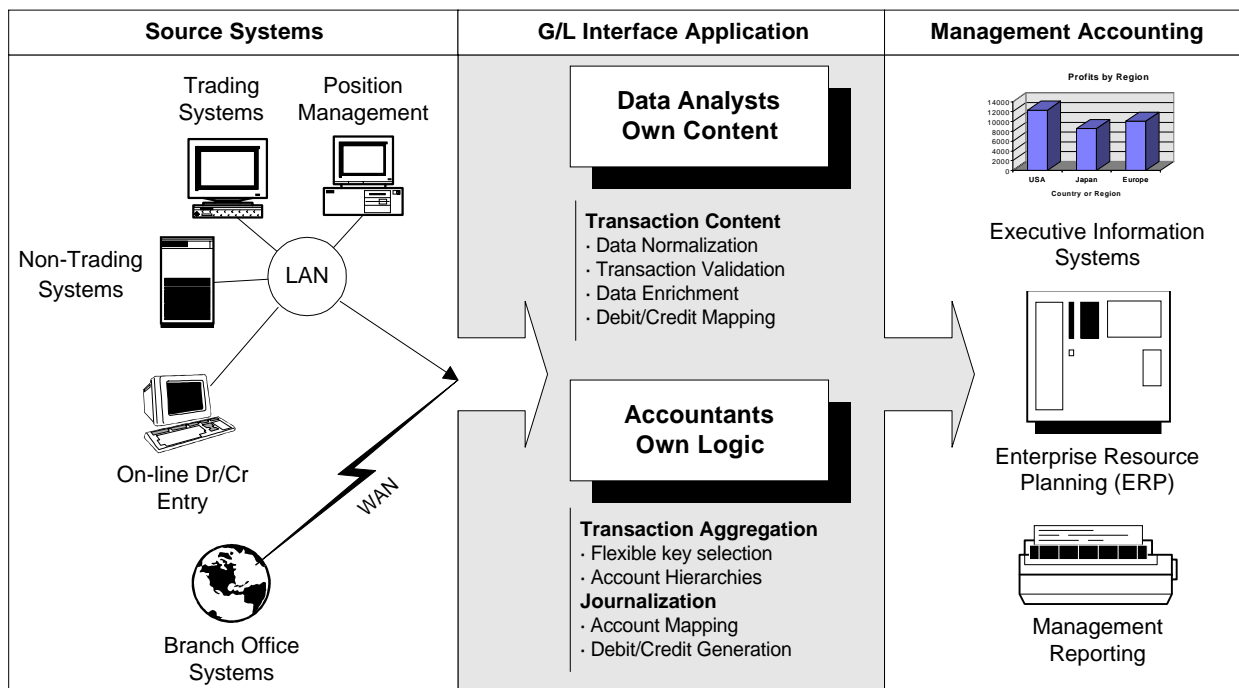 Source Systems
G/L Interface Application
Management Accounting
Trading
Systems
Position
Management
Non-Trading
Systems
LAN
On-line Dr/Cr
Entry
WAN
Branch Office
Systems
Data Analysts
Own Content
Transaction Content
· Data Normalization
· Transaction Validation
· Data Enrichment
· Debit/Credit Mapping
Accountants
Own Logic
Transaction Aggregation
· Flexible key selection
· Account Hierarchies
Journalization
· Account Mapping
· Debit/Credit Generation
Profits by Region
14000
12000
10000
8000
6000
4000
2000
0
USA
Japan
Europe
Country or Region
Executive Information
Systems
Enterprise Resource
Planning (ERP)
Management
Reporting